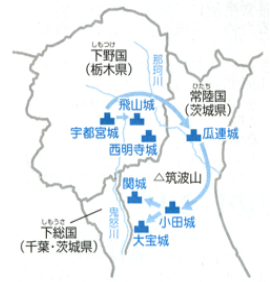 しもつけ
下野国
(栃木県)
那珂川
ひたち
常陸国
(茨城県)
飛山城
宇都宮城
西明寺城
瓜連城
関城
△筑波山
小田城
大宝城
鬼怒川
しもうさ
下総国
(千葉・茨城県)